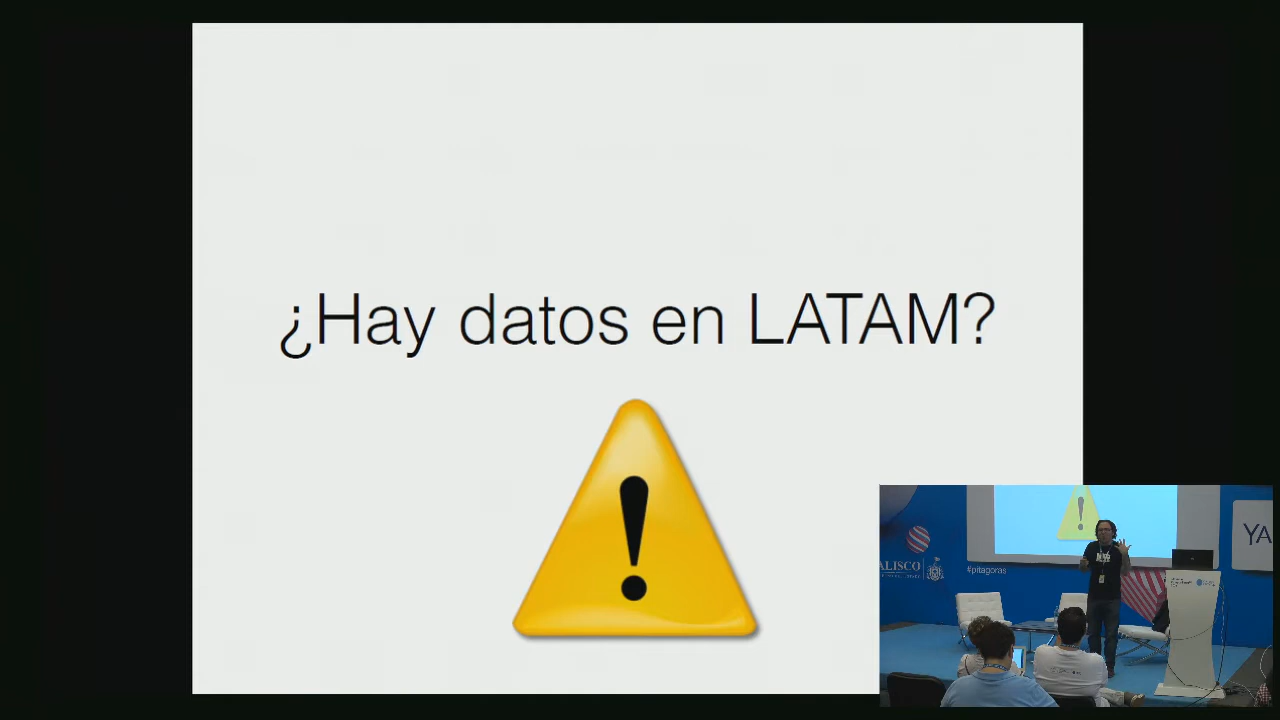 ¿Hay datos en LATAM?
!
!
ALISCO
#pitagoras
YA